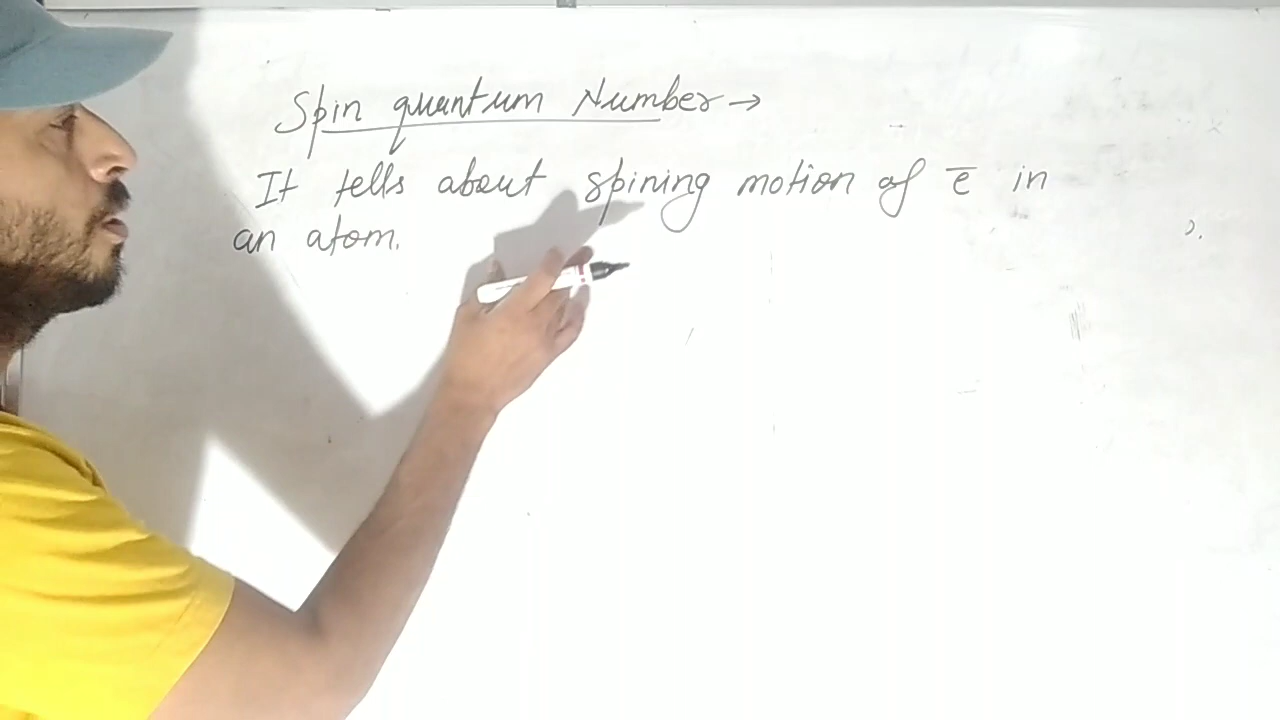 Spin quantum Number →
It tells about spining motion of e̅ in
an atom.